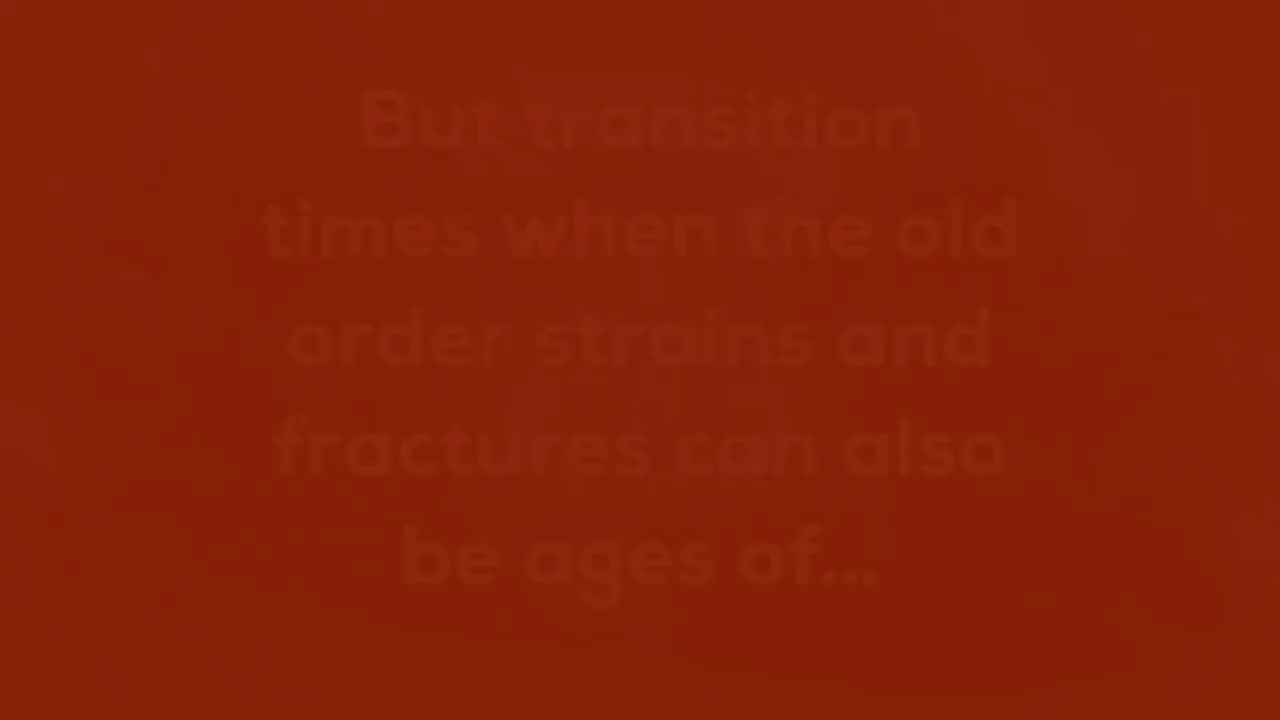 But transition
times when the old
order strains and
fractures can also
be ages of...